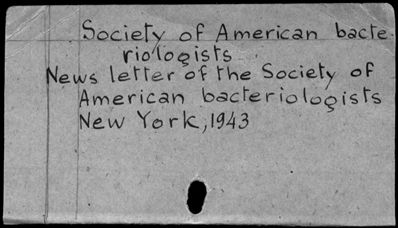 Society of American bacte-
riologists
News letter of the Society of
American bacteriologists
New York, 1943